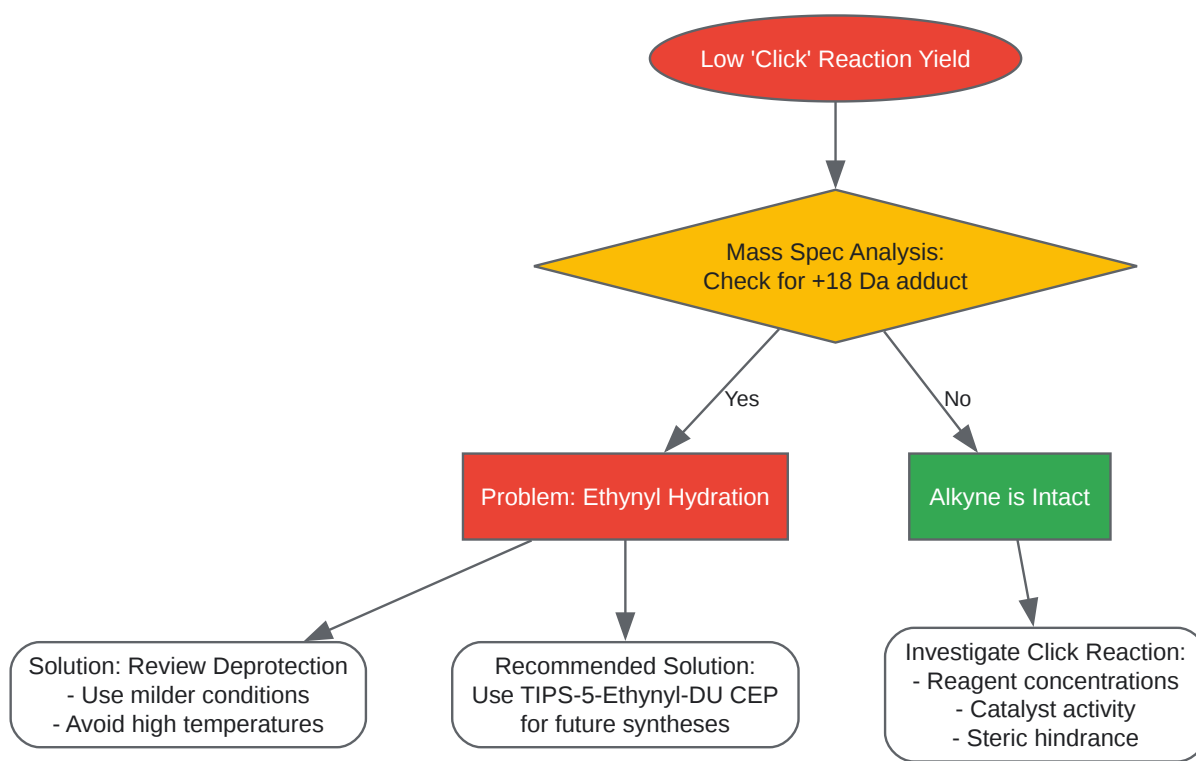 Low 'Click' Reaction Yield
Mass Spec Analysis:
Check for +18 Da adduct
Yes
No
Problem: Ethynyl Hydration
Alkyne is Intact
Solution: Review Deprotection
- Use milder conditions
- Avoid high temperatures
Recommended Solution:
Use TIPS-5-Ethynyl-DU CEP
for future syntheses
Investigate Click Reaction:
- Reagent concentrations
- Catalyst activity
- Steric hindrance